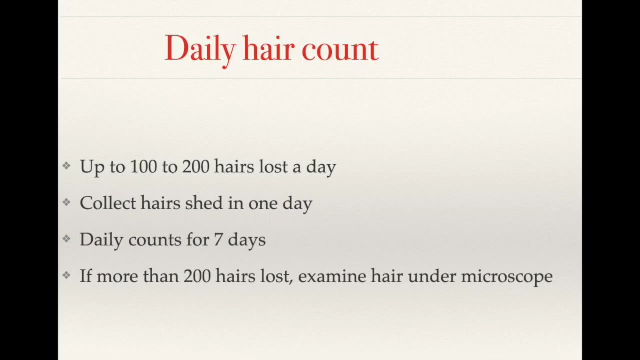 Daily hair count
Up to 100 to 200 hairs lost a day
Collect hairs shed in one day
Daily counts for 7 days
If more than 200 hairs lost, examine hair under microscope